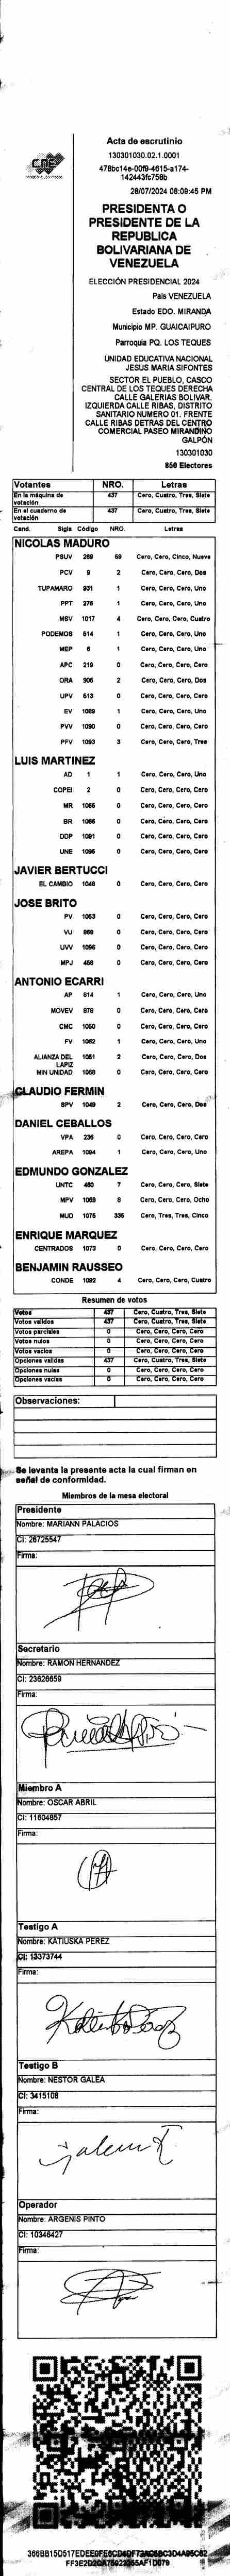 CNE
Acta de escrutinio
130301030.02.1.0001
478bc14e-00f9-4615-a174-
142443fc758b
28/07/2024 08:09:45 PM
PRESIDENTA O
PRESIDENTE DE LA
REPUBLICA
BOLIVARIANA DE
VENEZUELA
ELECCIÓN PRESIDENCIAL 2024
País VENEZUELA
Estado EDO. MIRANDA
Municipio MP. GUAICAIPURO
Parroquia PQ. LOS TEQUES
UNIDAD EDUCATIVA NACIONAL
JESUS MARIA SIFONTES
SECTOR EL PUEBLO, CASCO
CENTRAL DE LOS TEQUES DERECHA
CALLE GALERIAS BOLIVAR.
IZQUIERDA CALLE RIBAS, DISTRITO
SANITARIO NUMERO 01. FRENTE
CALLE RIBAS DETRAS DEL CENTRO
COMERCIAL PASEO MIRANDINO
GALPÓN
130301030
850 Electores
Votantes NRO. Letras
En la máquina de votación 437 Cero, Cuatro, Tres, Siete
En el cuaderno de votación 437 Cero, Cuatro, Tres, Siete
Cand. Sigla Código NRO. Letras
NICOLAS MADURO
PSUV 269 69 Cero, Cero, Cinco, Nueve
PCV 9 2 Cero, Cero, Cero, Dos
TUPAMARO 931 1 Cero, Cero, Cero, Uno
PPT 276 1 Cero, Cero, Cero, Uno
MSV 1017 4 Cero, Cero, Cero, Cuatro
PODEMOS 514 1 Cero, Cero, Cero, Uno
MEP 6 1 Cero, Cero, Cero, Uno
APC 219 0 Cero, Cero, Cero, Cero
ORA 906 2 Cero, Cero, Cero, Dos
UPV 513 0 Cero, Cero, Cero, Cero
EV 1089 1 Cero, Cero, Cero, Uno
PVV 1090 0 Cero, Cero, Cero, Cero
PFV 1093 3 Cero, Cero, Cero, Tres
LUIS MARTINEZ
AD 1 1 Cero, Cero, Cero, Uno
COPEI 2 0 Cero, Cero, Cero, Cero
MR 1065 0 Cero, Cero, Cero, Cero
BR 1066 0 Cero, Cero, Cero, Cero
DDP 1091 0 Cero, Cero, Cero, Cero
UNE 1095 0 Cero, Cero, Cero, Cero
JAVIER BERTUCCI
EL CAMBIO 1048 0 Cero, Cero, Cero, Cero
JOSE BRITO
PV 1053 0 Cero, Cero, Cero, Cero
VU 969 0 Cero, Cero, Cero, Cero
UVV 1096 0 Cero, Cero, Cero, Cero
MPJ 456 0 Cero, Cero, Cero, Cero
ANTONIO ECARRI
AP 814 1 Cero, Cero, Cero, Uno
MOVEV 879 0 Cero, Cero, Cero, Cero
CMC 1050 0 Cero, Cero, Cero, Cero
FV 1062 1 Cero, Cero, Cero, Uno
ALIANZA DEL LAPIZ 1051 2 Cero, Cero, Cero, Dos
MIN UNIDAD 1058 0 Cero, Cero, Cero, Cero
CLAUDIO FERMIN
SPV 1049 2 Cero, Cero, Cero, Dos
DANIEL CEBALLOS
VPA 236 0 Cero, Cero, Cero, Cero
AREPA 1094 1 Cero, Cero, Cero, Uno
EDMUNDO GONZALEZ
UNTC 480 7 Cero, Cero, Cero, Siete
MPV 1069 8 Cero, Cero, Cero, Ocho
MUD 1075 335 Cero, Tres, Tres, Cinco
ENRIQUE MARQUEZ
CENTRADOS 1073 0 Cero, Cero, Cero, Cero
BENJAMIN RAUSSEO
CONDE 1092 4 Cero, Cero, Cero, Cuatro
Resumen de votos
Votos 437 Cero, Cuatro, Tres, Siete
Votos validos 437 Cero, Cuatro, Tres, Siete
Votos parciales 0 Cero, Cero, Cero, Cero
Votos nulos 0 Cero, Cero, Cero, Cero
Votos vacios 0 Cero, Cero, Cero, Cero
Opciones validas 437 Cero, Cuatro, Tres, Siete
Opciones nulas 0 Cero, Cero, Cero, Cero
Opciones vacias 0 Cero, Cero, Cero, Cero
Observaciones:
Se levanta la presente acta la cual firman en
señal de conformidad.
Miembros de la mesa electoral
Presidente
Nombre: MARIANN PALACIOS
CI: 26725547
Firma:
Secretario
Nombre: RAMON HERNANDEZ
CI: 23626659
Firma:
Miembro A
Nombre: OSCAR ABRIL
CI: 11604857
Firma:
Testigo A
Nombre: KATIUSKA PEREZ
CI: 13373744
Firma:
Testigo B
Nombre: NESTOR GALEA
CI: 3415108
Firma:
Operador
Nombre: ARGENIS PINTO
CI: 10346427
Firma: